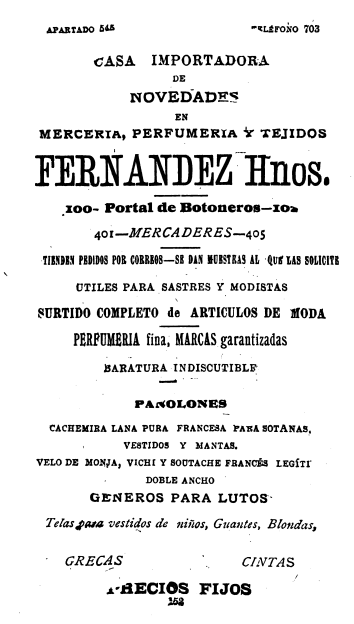 APARTADO 545 TELÉFONO 703
CASA IMPORTADORA
DE
NOVEDADES
EN
MERCERIA, PERFUMERIA Y TEJIDOS
FERNANDEZ Hnos.
100- Portal de Botoneros-102
401-MERCADERES-405
TIENDEN PEDIDOS POR CORREOS-SE DAN MUESTRAS AL QUE LAS SOLICITE
UTILES PARA SASTRES Y MODISTAS
SURTIDO COMPLETO de ARTICULOS DE MODA
PERFUMERIA fina, MARCAS garantizadas
BARATURA INDISCUTIBLE
PAÑOLONES
CACHEMIRA LANA PURA FRANCESA PARA SOTANAS,
VESTIDOS Y MANTAS.
VELO DE MONJA, VICHI Y SOUTACHE FRANCÉS LEGÍTI
DOBLE ANCHO
GENEROS PARA LUTOS
Telas para vestidos de niños, Guantes, Blondas,
GRECAS CINTAS
PRECIOS FIJOS
152